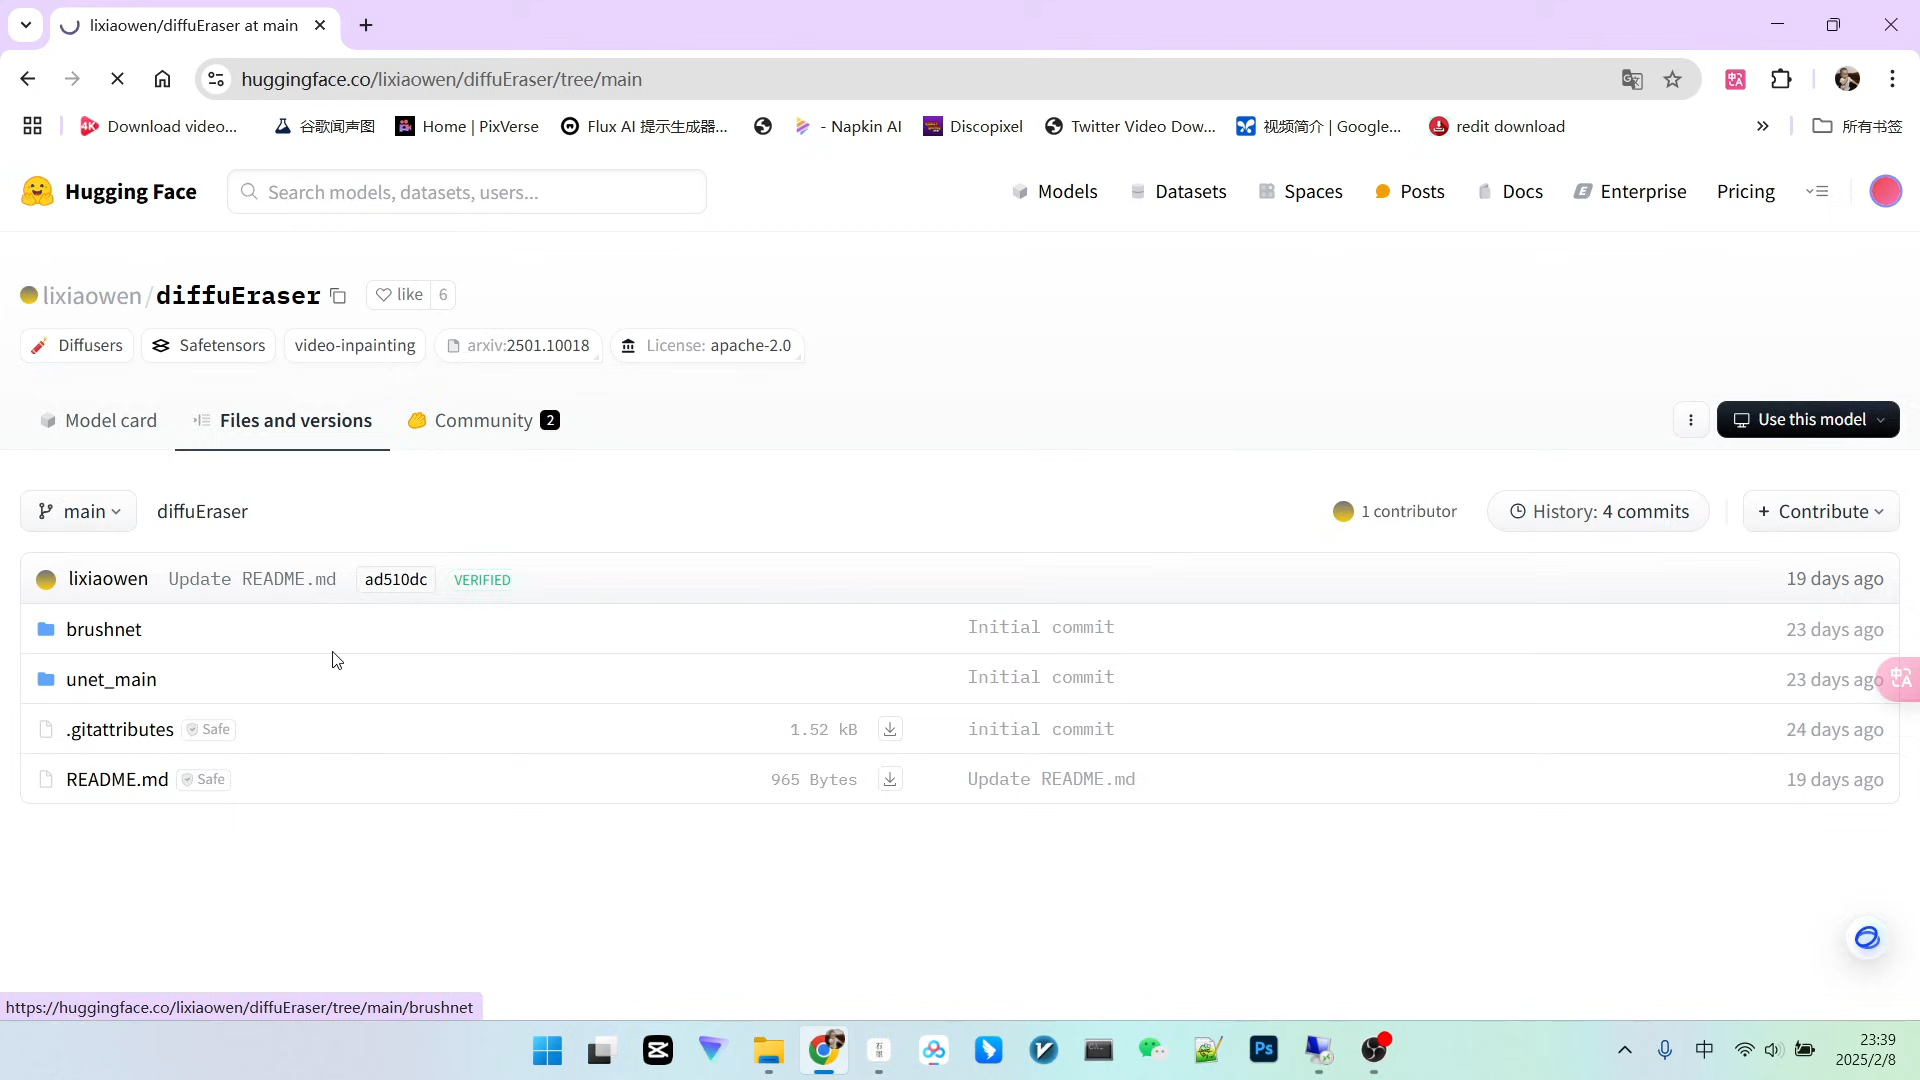 lixiaowen/diffuEraser at main
huggingface.co/lixiaowen/diffuEraser/tree/main
Download video...
谷歌闻声图
Home | PixVerse
Flux AI 提示生成器...
- Napkin AI
Discopixel
Twitter Video Dow...
视频简介 | Google...
redit download
所有书签
Hugging Face
Search models, datasets, users...
Models
Datasets
Spaces
Posts
Docs
Enterprise
Pricing
lixiaowen/diffuEraser
like 6
Diffusers
Safetensors
video-inpainting
arxiv:2501.10018
License: apache-2.0
Model card
Files and versions
Community 2
Use this model
main
diffuEraser
1 contributor
History: 4 commits
+ Contribute
lixiaowen Update README.md ad510dc VERIFIED 19 days ago
brushnet Initial commit 23 days ago
unet_main Initial commit 23 days ago
.gitattributes Safe 1.52 kB initial commit 24 days ago
README.md Safe 965 Bytes Update README.md 19 days ago
https://huggingface.co/lixiaowen/diffuEraser/tree/main/brushnet
Ps
中
23:39
2025/2/8